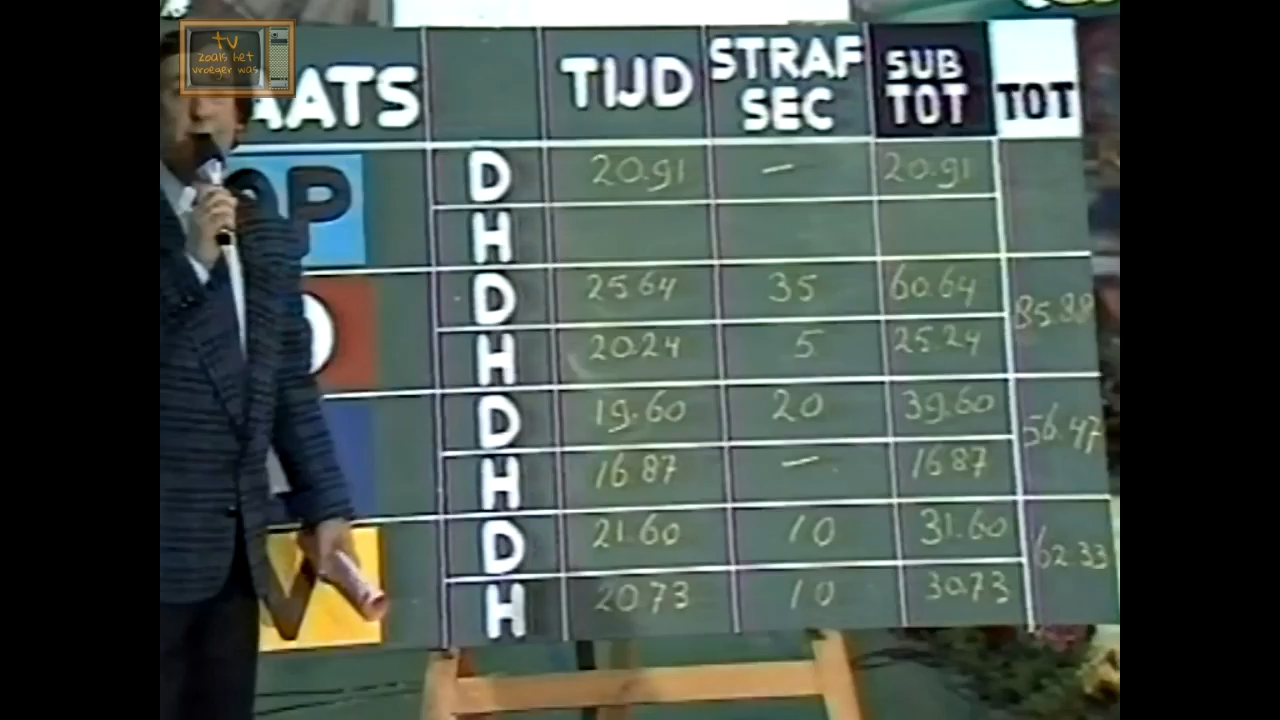 tv
zoals het
vroeger was
AATS TIJD STRAF SEC SUB TOT TOT
OP D 20.91 — 20.91
H
D 25.64 35 60.64 85.88
H 20.24 5 25.24
D 19.60 20 39.60 56.47
H 16.87 — 16.87
W D 21.60 10 31.60 62.33
H 20.73 10 30.73